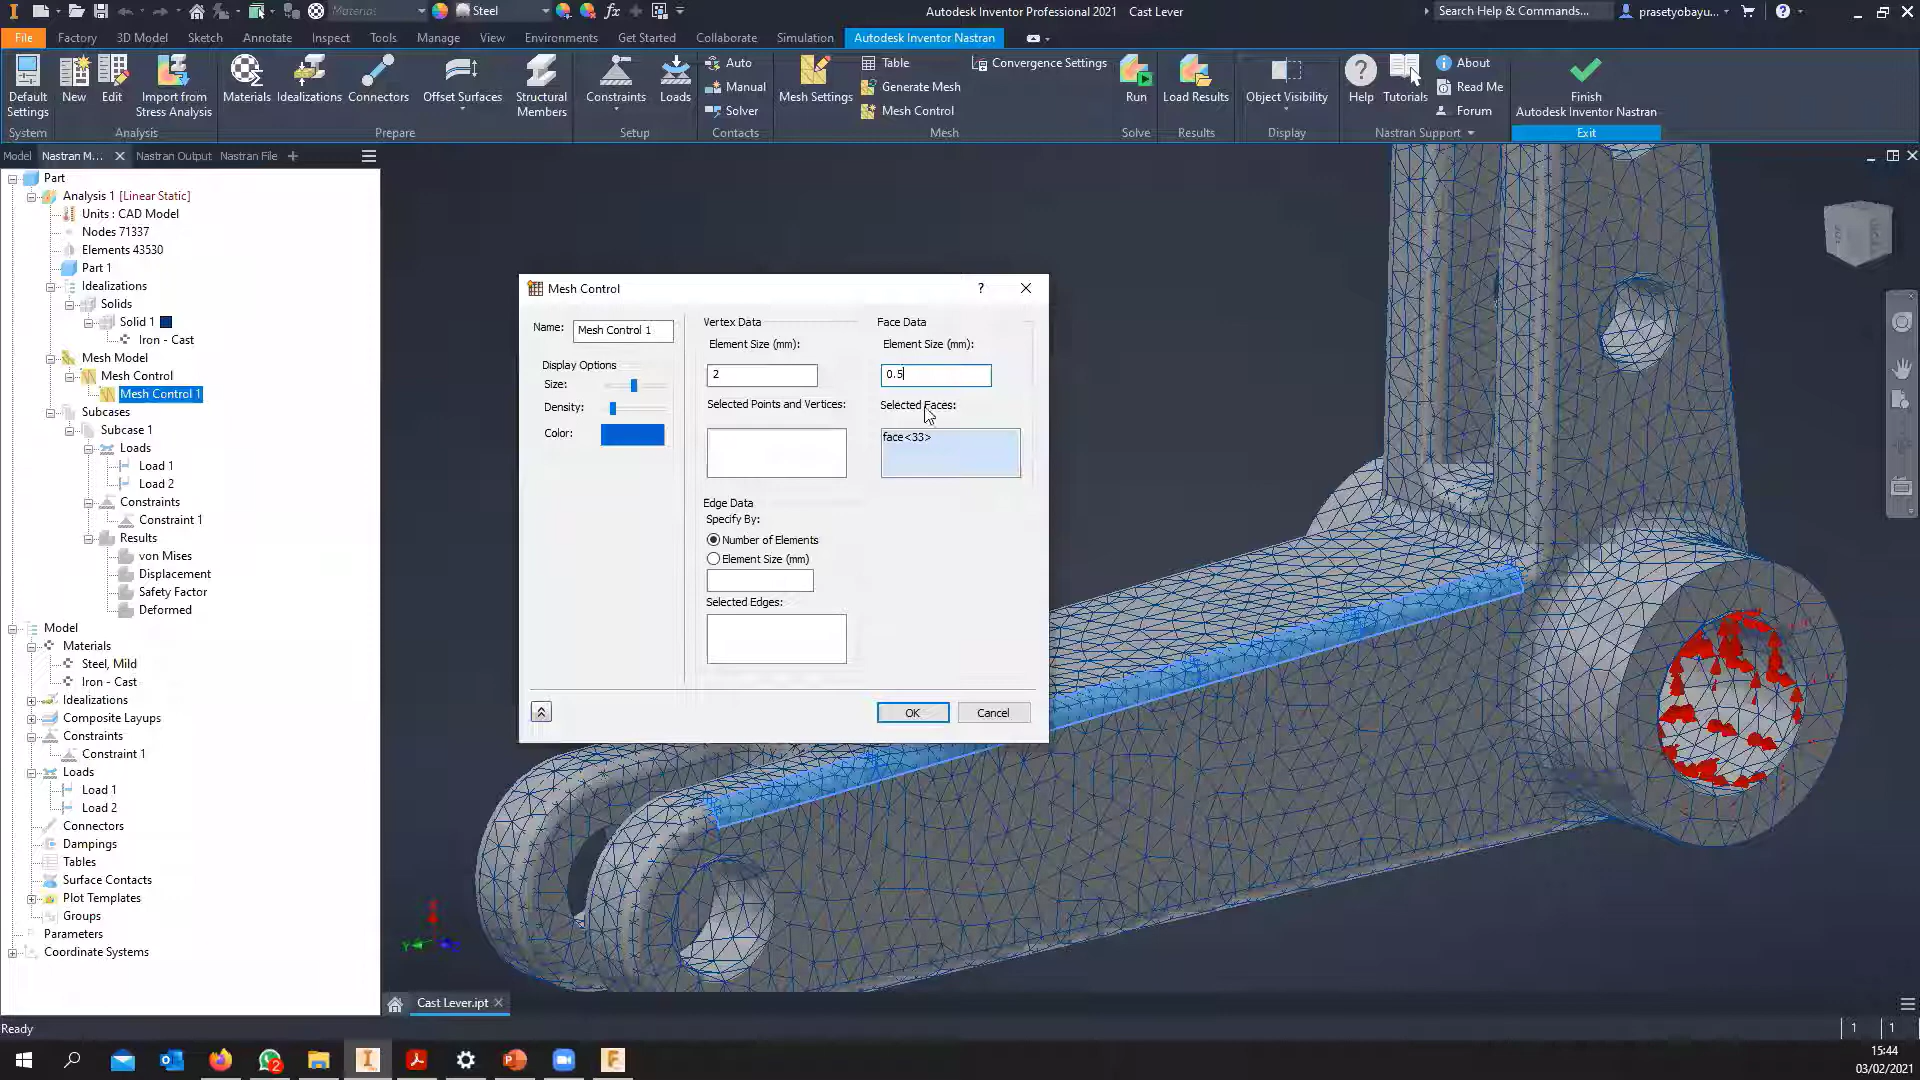 Material
Steel
fx
Autodesk Inventor Professional 2021 Cast Lever
Search Help & Commands...
prasetyobayu...
File
Factory
3D Model
Sketch
Annotate
Inspect
Tools
Manage
View
Environments
Get Started
Collaborate
Simulation
Autodesk Inventor Nastran
Default
Settings
New
Edit
Import from
Stress Analysis
Materials
Idealizations
Connectors
Offset Surfaces
Structural
Members
Constraints
Loads
Auto
Manual
Solver
Mesh Settings
Table
Generate Mesh
Mesh Control
Convergence Settings
Run
Load Results
Object Visibility
Help
Tutorials
About
Read Me
Forum
Finish
Autodesk Inventor Nastran
System
Analysis
Prepare
Setup
Contacts
Mesh
Solve
Results
Display
Nastran Support
Exit
Model
Nastran M...
Nastran Output
Nastran File
Part
Analysis 1 [Linear Static]
Units : CAD Model
Nodes 71337
Elements 43530
Part 1
Idealizations
Solids
Solid 1
Iron - Cast
Mesh Model
Mesh Control
Mesh Control 1
Subcases
Subcase 1
Loads
Load 1
Load 2
Constraints
Constraint 1
Results
von Mises
Displacement
Safety Factor
Deformed
Model
Materials
Steel, Mild
Iron - Cast
Idealizations
Composite Layups
Constraints
Constraint 1
Loads
Load 1
Load 2
Connectors
Dampings
Tables
Surface Contacts
Plot Templates
Groups
Parameters
Coordinate Systems
Mesh Control
?
Name:
Mesh Control 1
Display Options
Size:
Density:
Color:
Vertex Data
Element Size (mm):
2
Selected Points and Vertices:
Face Data
Element Size (mm):
0.5
Selected Faces:
face<33>
Edge Data
Specify By:
Number of Elements
Element Size (mm)
Selected Edges:
OK
Cancel
Cast Lever.ipt
Ready
1
1
2
15:44
03/02/2021